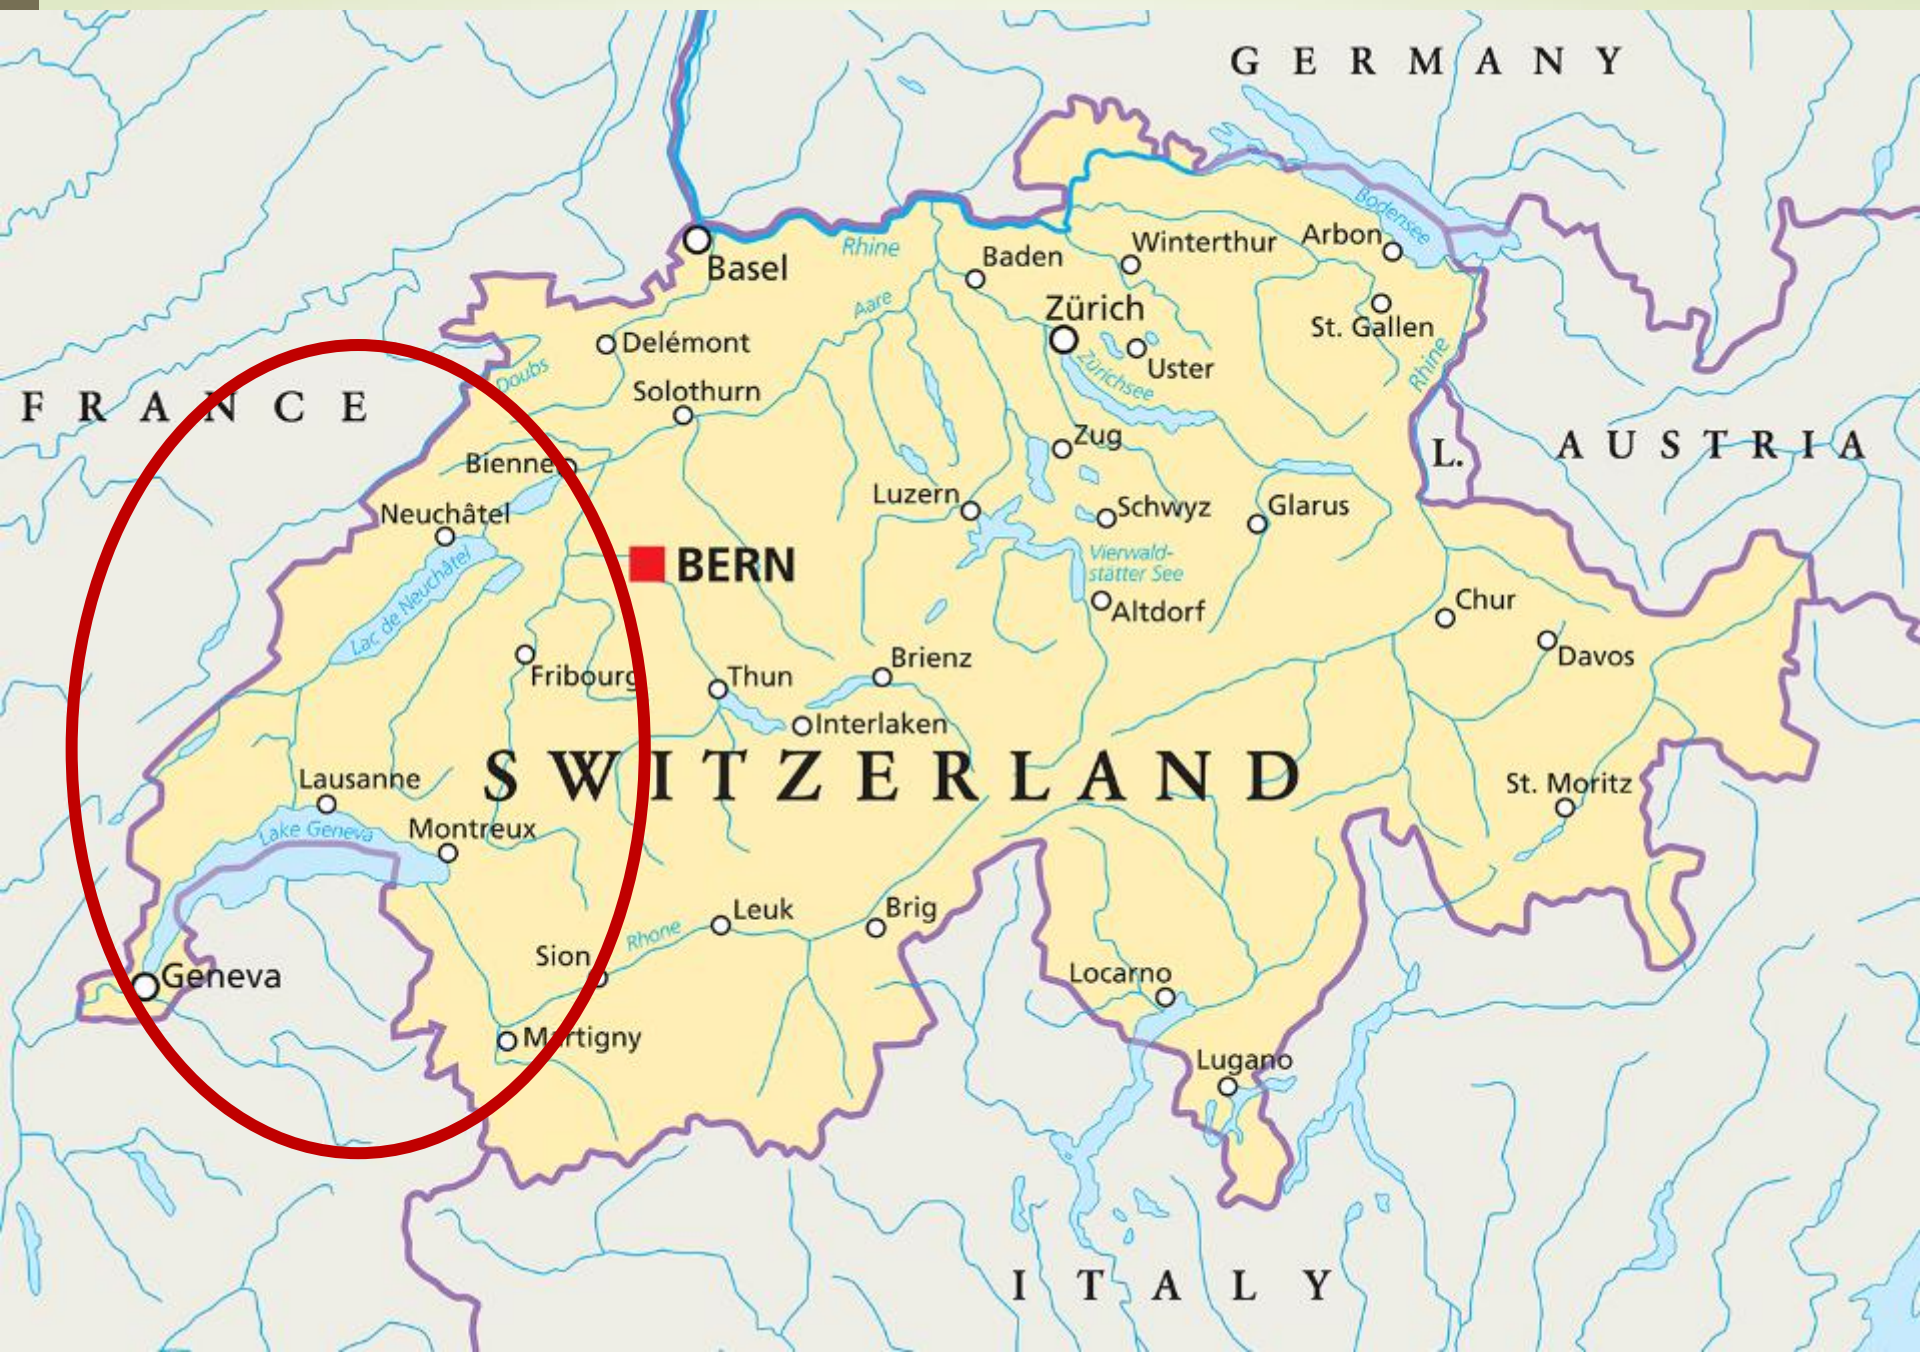 GERMANY
Bodensee
Winterthur
Arbon
Rhine
Baden
Basel
Aare
Zürich
St. Gallen
Delémont
Rhine
Zürichsee
Uster
Doubs
Solothurn
FRANCE
Zug
AUSTRIA
L.
Bienne
Luzern
Schwyz
Glarus
Neuchâtel
BERN
Vierwald-
stätter See
Lac de Neuchâtel
Altdorf
Chur
Davos
Fribourg
Thun
Brienz
Interlaken
SWITZERLAND
Lausanne
St. Moritz
Lake Geneva
Montreux
Leuk
Brig
Rhone
Sion
Geneva
Locarno
Martigny
Lugano
ITALY